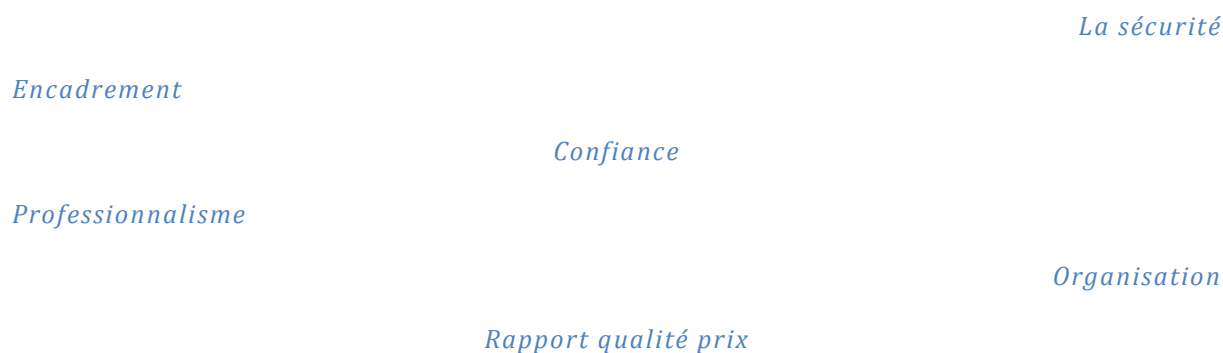 La sécurité
Encadrement
Confiance
Professionnalisme
Organisation
Rapport qualité prix